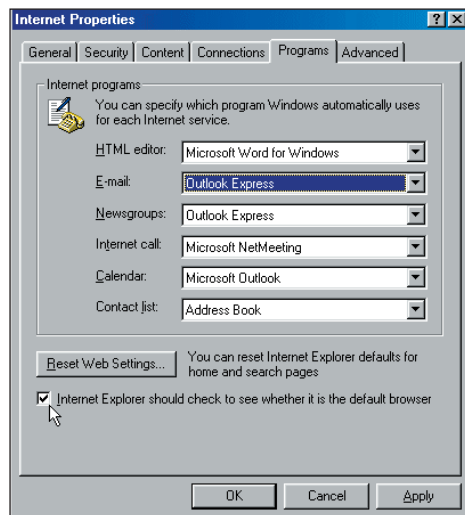 Internet Properties
General Security Content Connections Programs Advanced
Internet programs
You can specify which program Windows automatically uses
for each Internet service.
HTML editor: Microsoft Word for Windows
E-mail: Outlook Express
Newsgroups: Outlook Express
Internet call: Microsoft NetMeeting
Calendar: Microsoft Outlook
Contact list: Address Book
Reset Web Settings... You can reset Internet Explorer defaults for
home and search pages
Internet Explorer should check to see whether it is the default browser
OK Cancel Apply